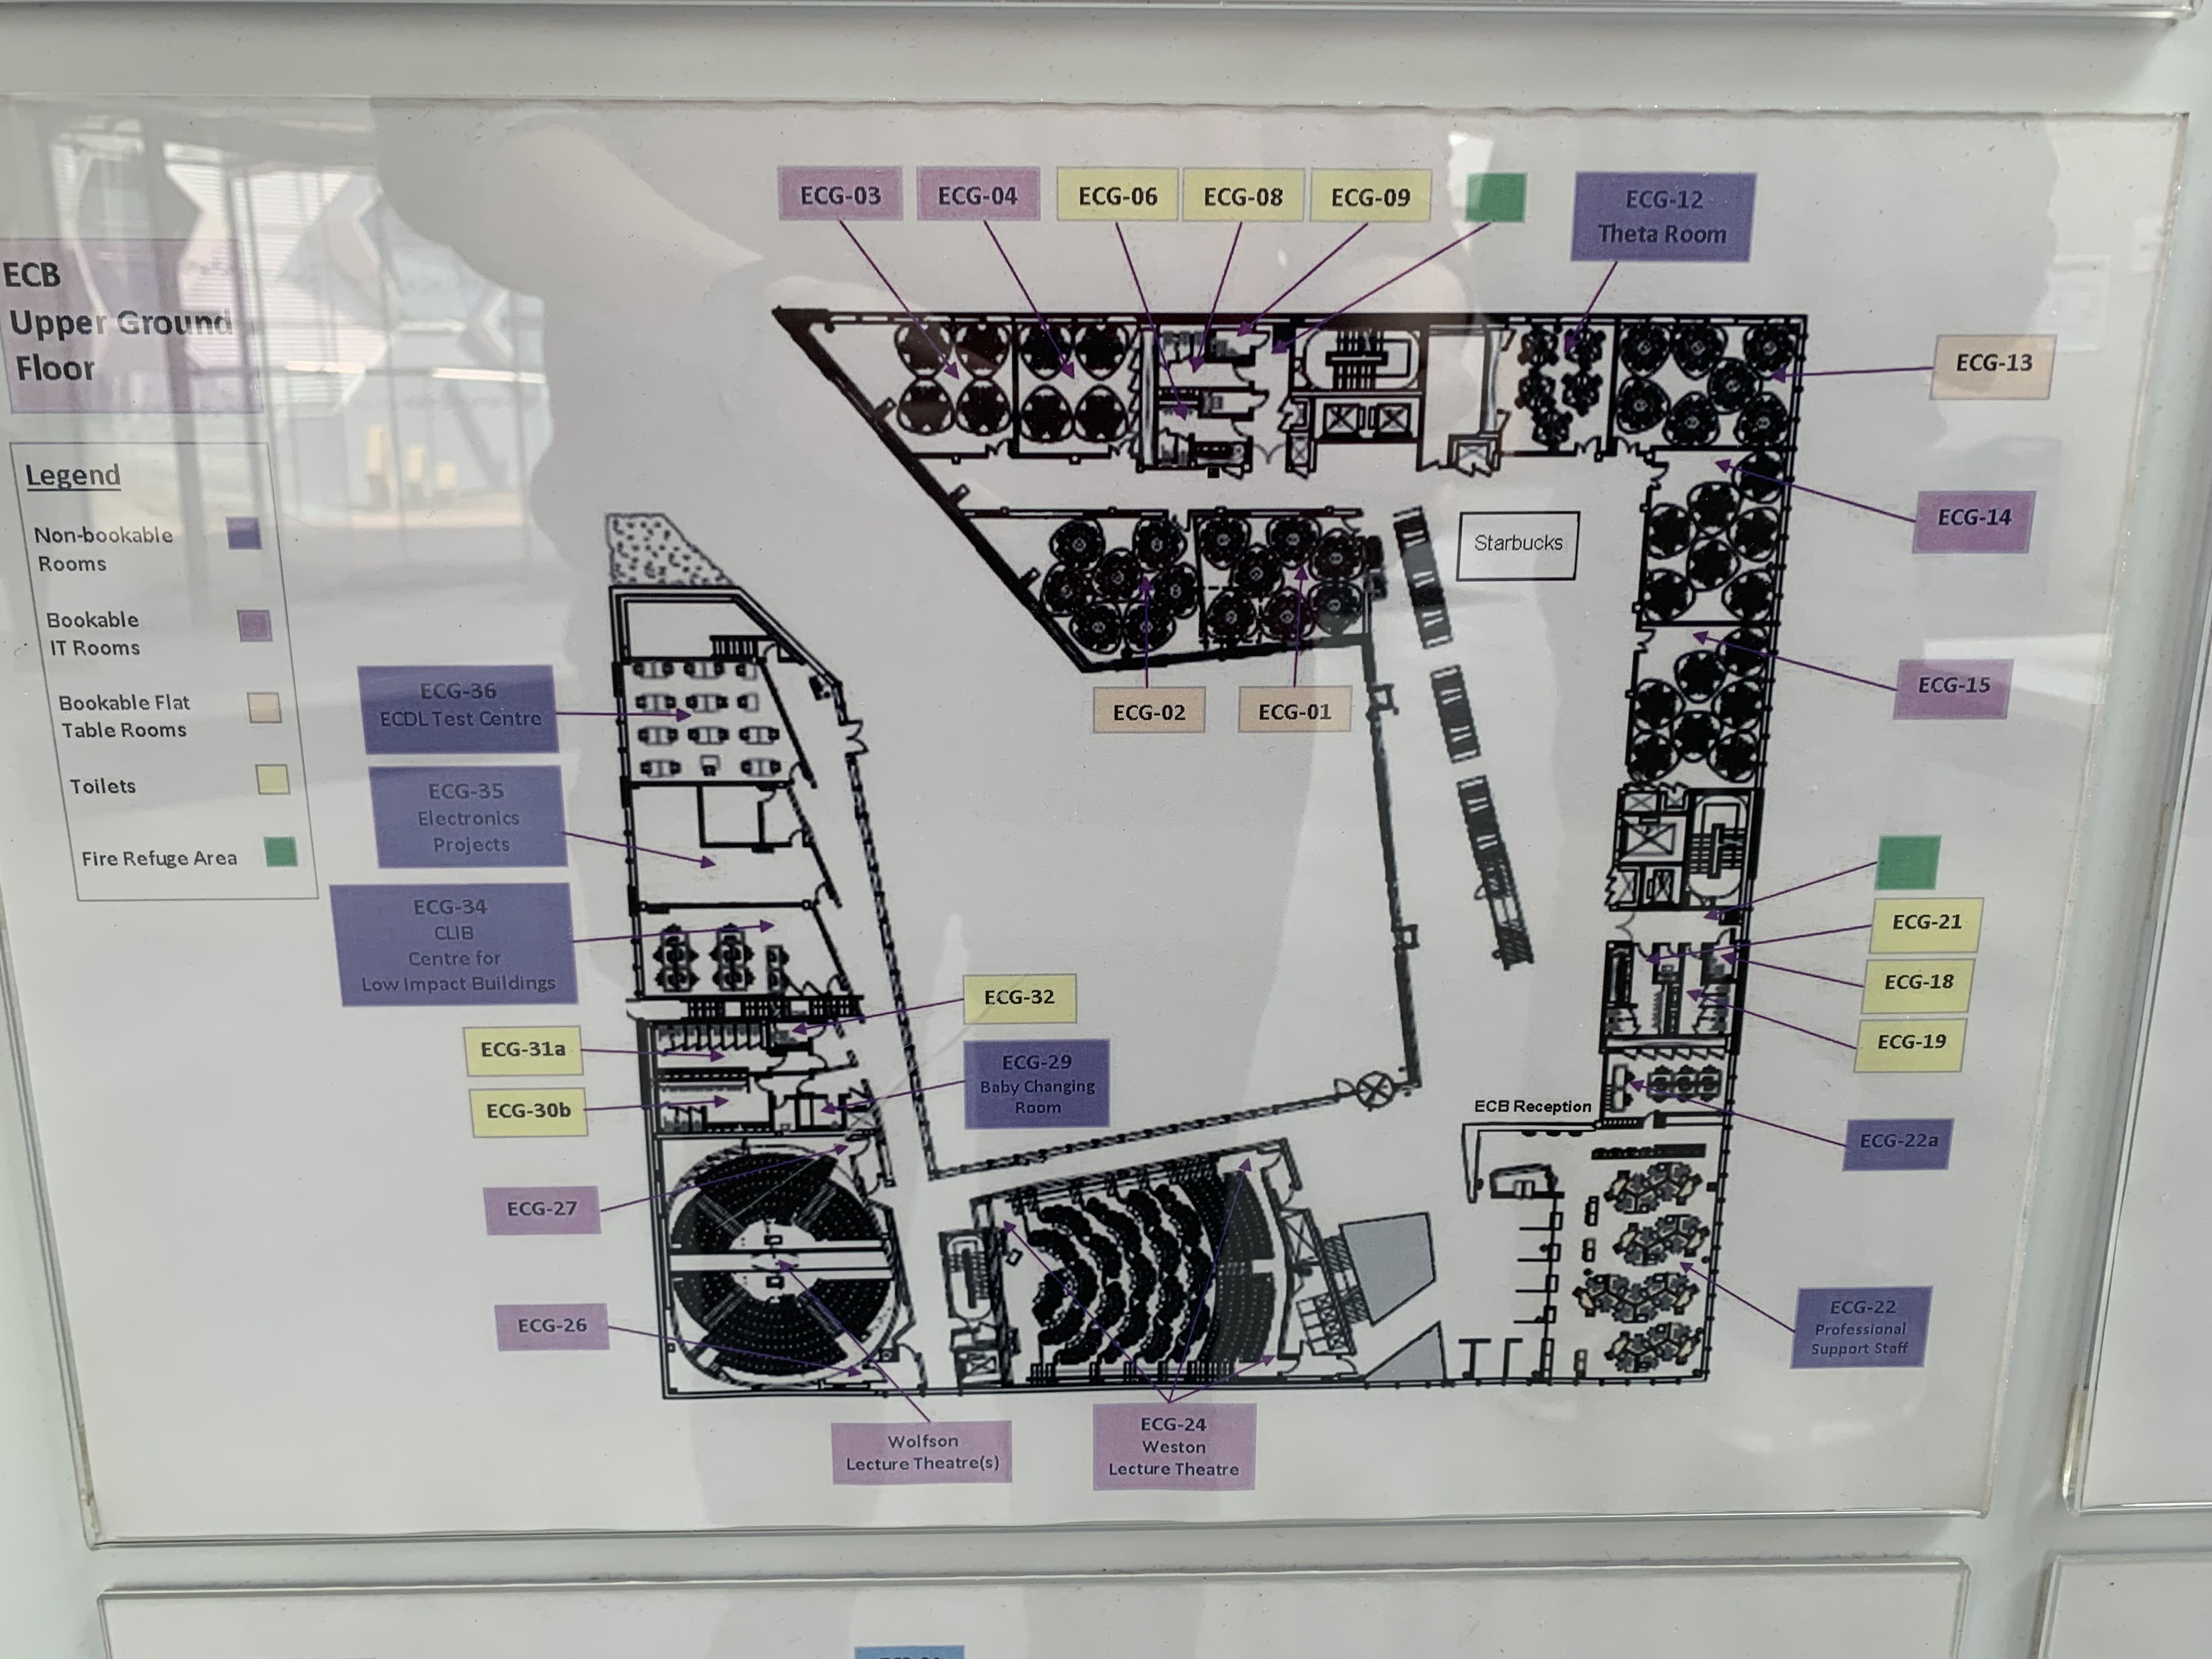 ECG-03
ECG-04
ECG-06
ECG-08
ECG-09
ECG-12
Theta Room
ECB
Upper Ground
Floor
ECG-13
Legend
Non-bookable
Rooms
Bookable
IT Rooms
Bookable Flat
Table Rooms
Toilets
Fire Refuge Area
ECG-14
Starbucks
ECG-15
ECG-02
ECG-01
ECG-36
ECDL Test Centre
ECG-35
Electronics
Projects
ECG-34
CLIB
Centre for
Low Impact Buildings
ECG-21
ECG-18
ECG-19
ECG-32
ECG-31a
ECG-30b
ECG-29
Baby Changing
Room
ECB Reception
ECG-22a
ECG-27
ECG-26
ECG-22
Professional
Support Staff
Wolfson
Lecture Theatre(s)
ECG-24
Weston
Lecture Theatre